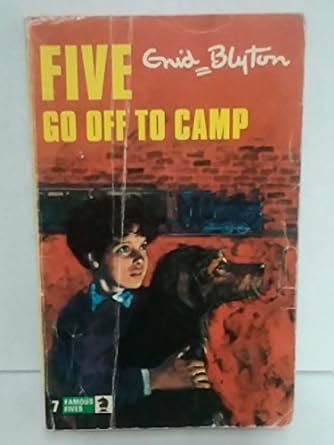 FIVE Enid Blyton
GO OFF TO CAMP
7 FAMOUS
FIVES